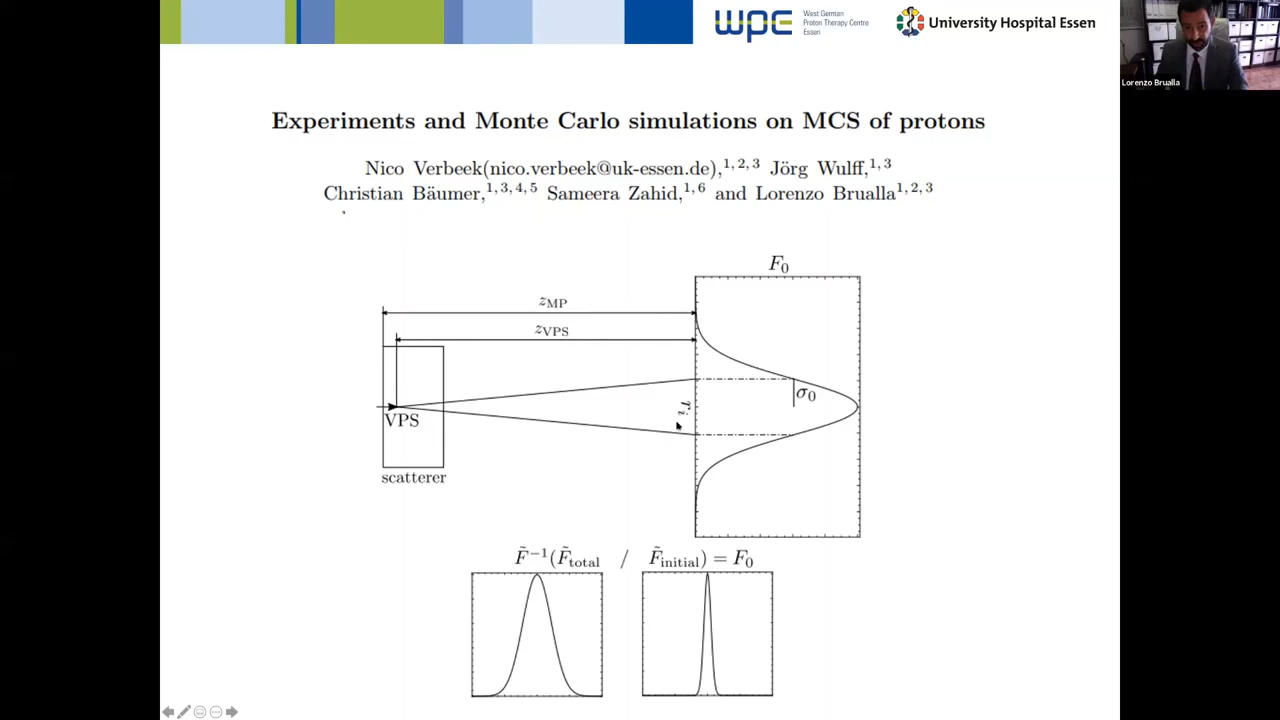 wpe
West German
Proton Therapy Centre
Essen
University Hospital Essen
Lorenzo Brualla
Experiments and Monte Carlo simulations on MCS of protons
Nico Verbeek(nico.verbeek@uk-essen.de),1, 2, 3 Jörg Wulff,1, 3
Christian Bäumer,1, 3, 4, 5 Sameera Zahid,1, 6 and Lorenzo Brualla1, 2, 3
F0
zMP
zVPS
σ0
ri
VPS
scatterer
F̃−1(F̃total / F̃initial) = F0